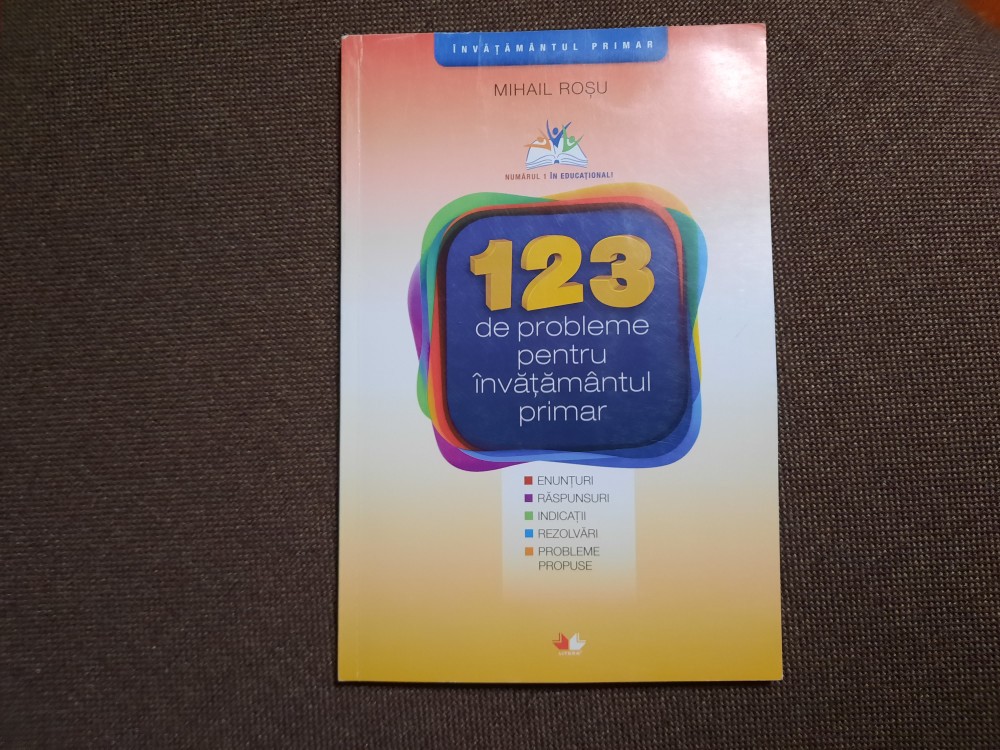 ÎNVĂȚĂMÂNTUL PRIMAR
MIHAIL ROȘU
NUMĂRUL 1 ÎN EDUCAȚIONAL!
123
de probleme
pentru
învățământul
primar
ENUNȚURI
RĂSPUNSURI
INDICAȚII
REZOLVĂRI
PROBLEME
PROPUSE